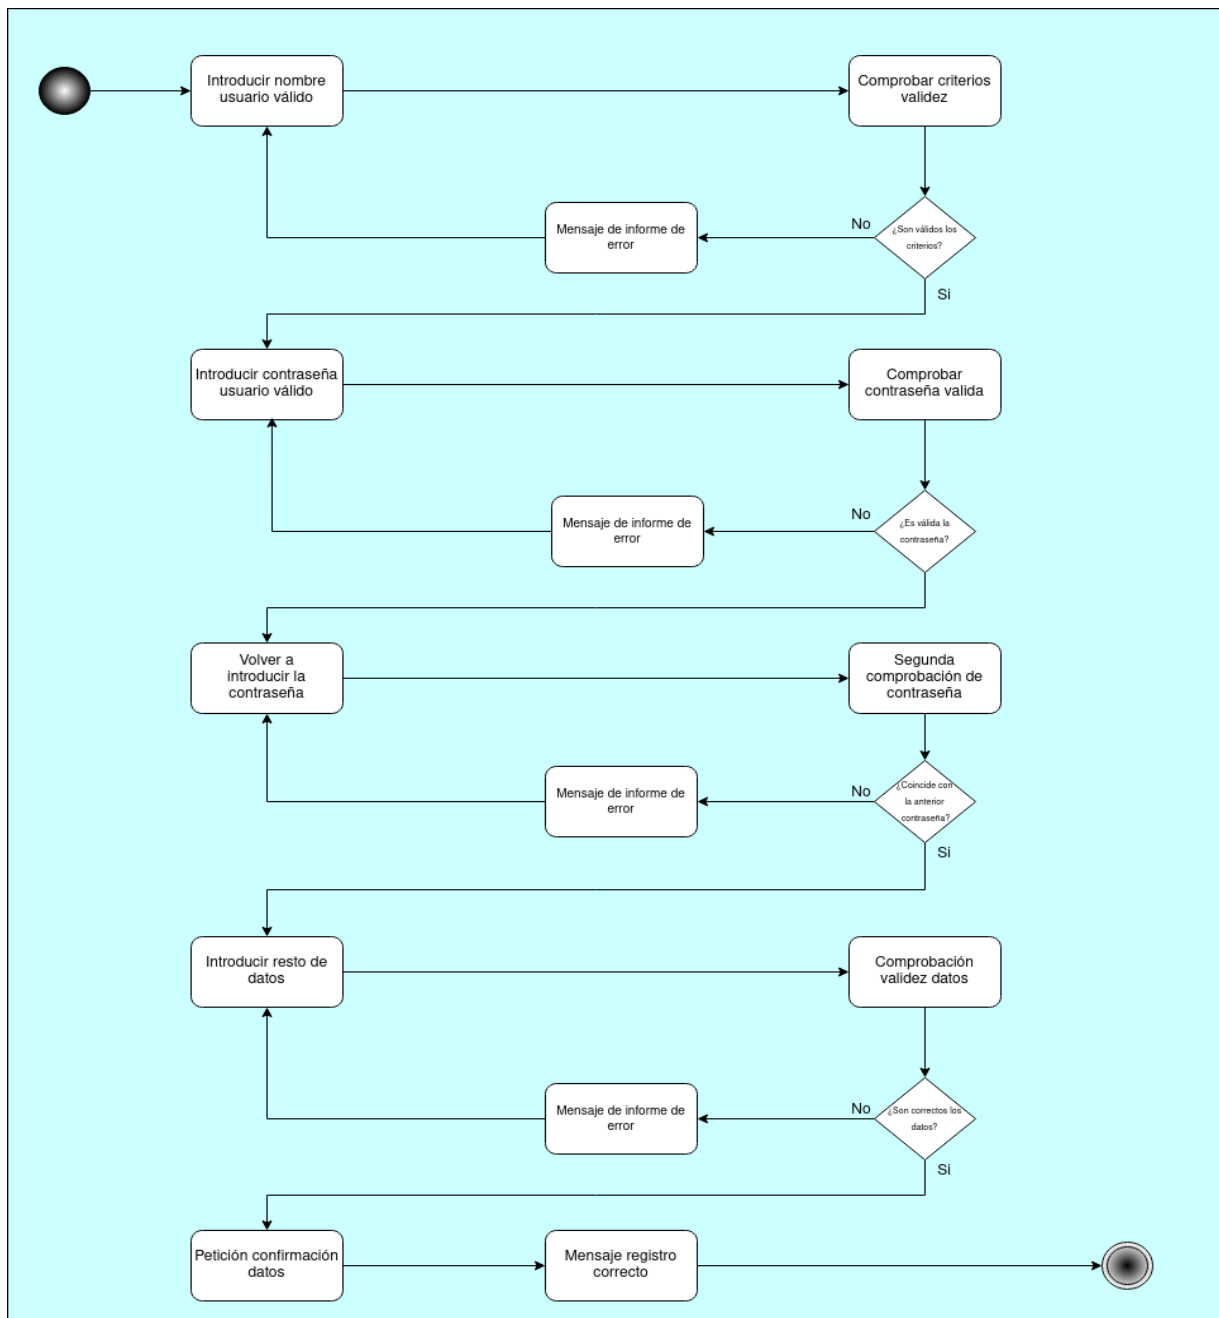 Introducir nombre
usuario válido
Comprobar criterios
validez
No
Mensaje de informe de
error
¿Son válidos los
criterios?
Si
Introducir contraseña
usuario válido
Comprobar
contraseña valida
No
Mensaje de informe de
error
¿Es válida la
contraseña?
Volver a
introducir la
contraseña
Segunda
comprobación de
contraseña
No
Mensaje de informe de
error
¿Coincide con
la anterior
contraseña?
Si
Introducir resto de
datos
Comprobación
validez datos
No
Mensaje de informe de
error
¿Son correctos los
datos?
Si
Petición confirmación
datos
Mensaje registro
correcto